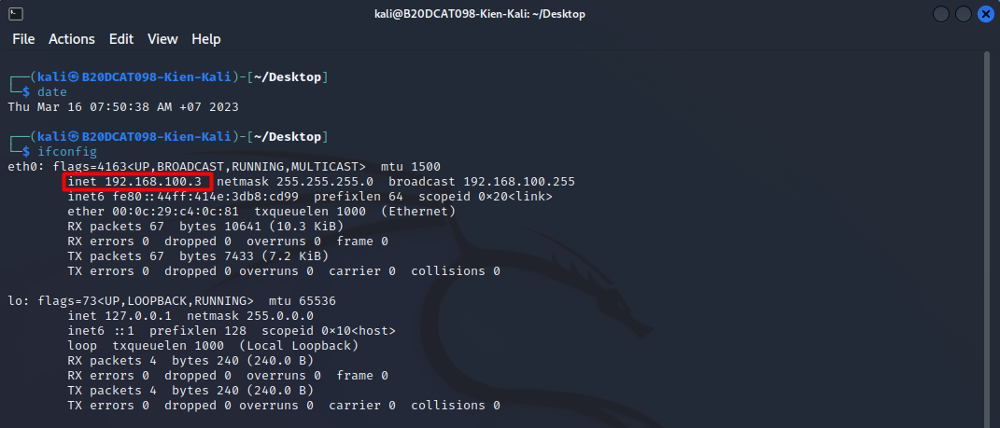 kali@B20DCAT098-Kien-Kali: ~/Desktop
File Actions Edit View Help
┌──(kali㉿B20DCAT098-Kien-Kali)-[~/Desktop]
└─$ date
Thu Mar 16 07:50:38 AM +07 2023
┌──(kali㉿B20DCAT098-Kien-Kali)-[~/Desktop]
└─$ ifconfig
eth0: flags=4163<UP,BROADCAST,RUNNING,MULTICAST>  mtu 1500
        inet 192.168.100.3  netmask 255.255.255.0  broadcast 192.168.100.255
        inet6 fe80::44ff:414e:3db8:cd99  prefixlen 64  scopeid 0x20<link>
        ether 00:0c:29:c4:0c:81  txqueuelen 1000  (Ethernet)
        RX packets 67  bytes 10641 (10.3 KiB)
        RX errors 0  dropped 0  overruns 0  frame 0
        TX packets 67  bytes 7433 (7.2 KiB)
        TX errors 0  dropped 0 overruns 0  carrier 0  collisions 0
lo: flags=73<UP,LOOPBACK,RUNNING>  mtu 65536
        inet 127.0.0.1  netmask 255.0.0.0
        inet6 ::1  prefixlen 128  scopeid 0x10<host>
        loop  txqueuelen 1000  (Local Loopback)
        RX packets 4  bytes 240 (240.0 B)
        RX errors 0  dropped 0  overruns 0  frame 0
        TX packets 4  bytes 240 (240.0 B)
        TX errors 0  dropped 0 overruns 0  carrier 0  collisions 0